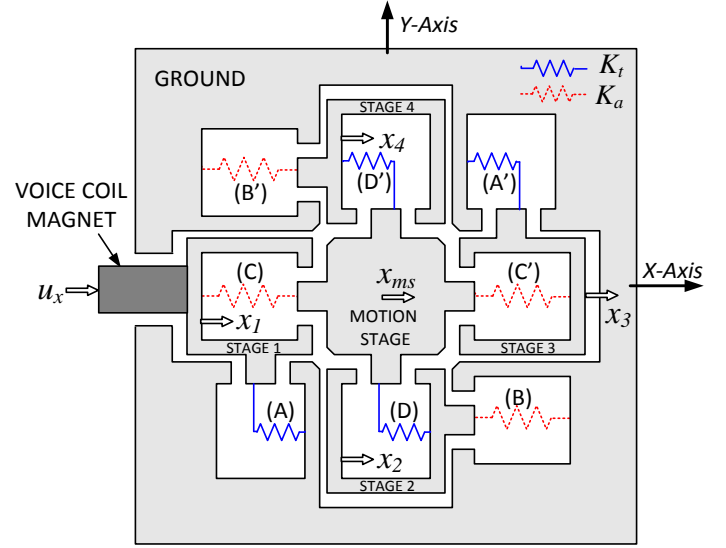 Y-Axis
GROUND
K_t
K_a
STAGE 4
x_4
(D')
(A')
(B')
VOICE COIL
MAGNET
u_x
(C)
x_1
STAGE 1
x_ms
MOTION
STAGE
(C')
STAGE 3
X-Axis
x_3
(A)
(D)
(B)
x_2
STAGE 2